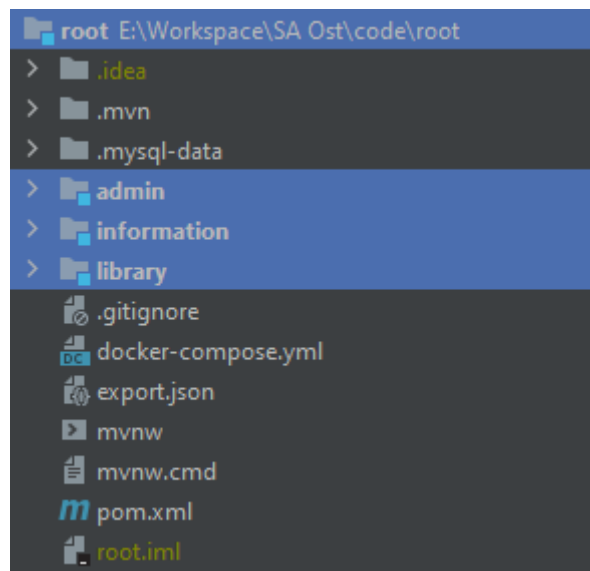 root E:\Workspace\SA Ost\code\root
.idea
.mvn
.mysql-data
admin
information
library
.gitignore
DC docker-compose.yml
export.json
mvnw
mvnw.cmd
m pom.xml
root.iml